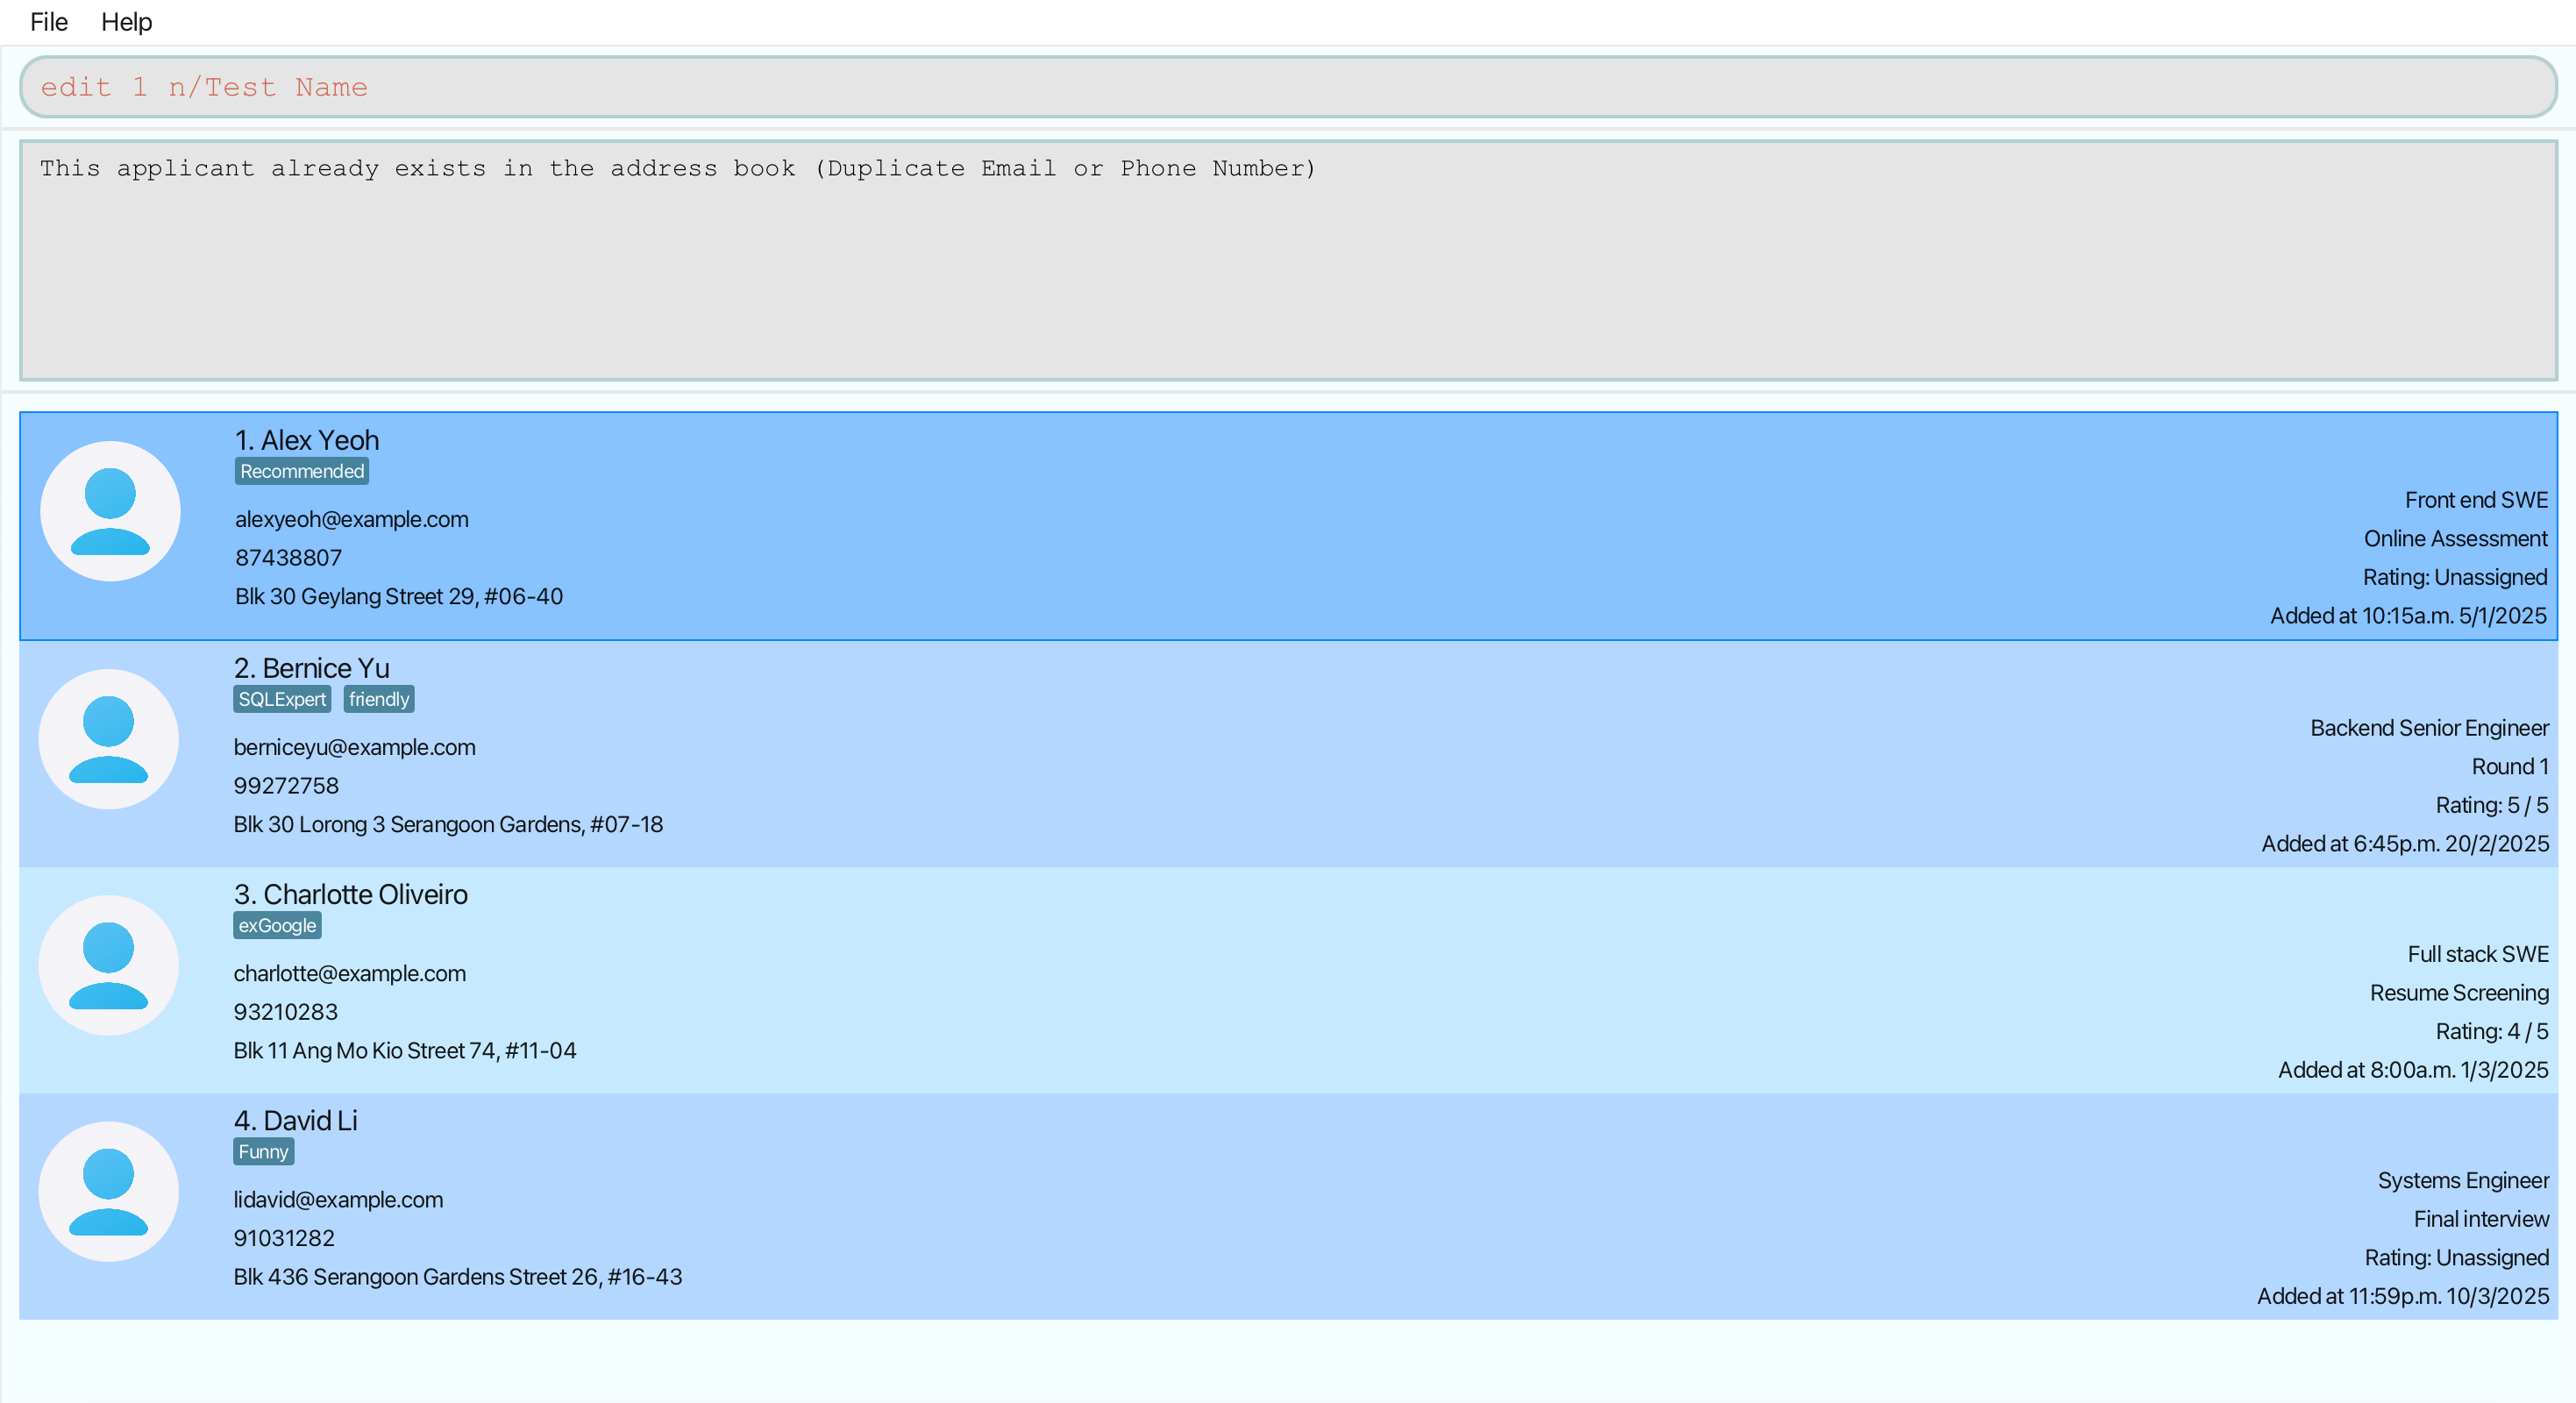 File Help
edit 1 n/Test Name
This applicant already exists in the address book (Duplicate Email or Phone Number)
1. Alex Yeoh
Recommended
alexyeoh@example.com
87438807
Blk 30 Geylang Street 29, #06-40
Front end SWE
Online Assessment
Rating: Unassigned
Added at 10:15a.m. 5/1/2025
2. Bernice Yu
SQLExpert friendly
berniceyu@example.com
99272758
Blk 30 Lorong 3 Serangoon Gardens, #07-18
Backend Senior Engineer
Round 1
Rating: 5 / 5
Added at 6:45p.m. 20/2/2025
3. Charlotte Oliveiro
exGoogle
charlotte@example.com
93210283
Blk 11 Ang Mo Kio Street 74, #11-04
Full stack SWE
Resume Screening
Rating: 4 / 5
Added at 8:00a.m. 1/3/2025
4. David Li
Funny
lidavid@example.com
91031282
Blk 436 Serangoon Gardens Street 26, #16-43
Systems Engineer
Final interview
Rating: Unassigned
Added at 11:59p.m. 10/3/2025